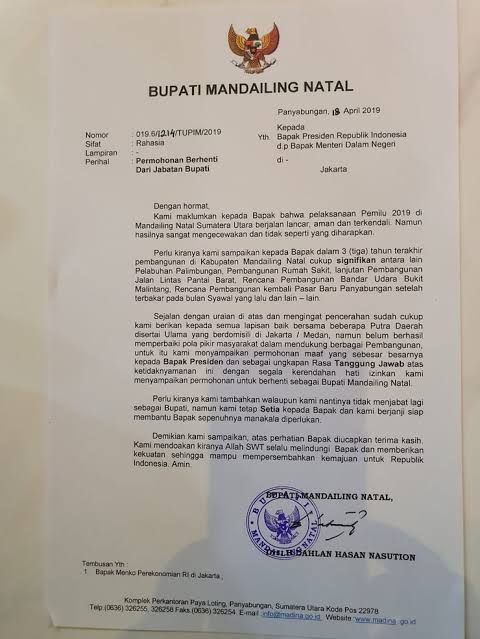 BUPATI MANDAILING NATAL
Panyabungan, 18 April 2019
Nomor : 019.6/1214/TUPIM/2019
Sifat : Rahasia
Lampiran : -
Perihal : Permohonan Berhenti
Dari Jabatan Bupati
Kepada
Yth. Bapak Presiden Republik Indonesia
d.p Bapak Menteri Dalam Negeri
di -
Jakarta
Dengan hormat,
Kami maklumkan kepada Bapak bahwa pelaksanaan Pemilu 2019 di
Mandailing Natal Sumatera Utara berjalan lancar, aman dan terkendali. Namun
hasilnya sangat mengecewakan dan tidak seperti yang diharapkan.
Perlu kiranya kami sampaikan kepada Bapak dalam 3 (tiga) tahun terakhir
pembangunan di Kabupaten Mandailing Natal cukup signifikan antara lain
Pelabuhan Palimbungan, Pembangunan Rumah Sakit, lanjutan Pembangunan
Jalan Lintas Pantai Barat, Rencana Pembangunan Bandar Udara Bukit
Malintang, Rencana Pembangunan kembali Pasar Baru Panyabungan setelah
terbakar pada bulan Syawal yang lalu dan lain – lain.
Sejalan dengan uraian di atas dan mengingat pencerahan sudah cukup
kami berikan kepada semua lapisan baik bersama beberapa Putra Daerah
disertai Ulama yang berdomisili di Jakarta / Medan, namun belum berhasil
memperbaiki pola pikir masyarakat dalam mendukung berbagai Pembangunan,
untuk itu kami menyampaikan permohonan maaf yang sebesar besarnya
kepada Bapak Presiden dan sebagai ungkapan Rasa Tanggung Jawab atas
ketidaknyamanan ini dengan segala kerendahan hati izinkan kami
menyampaikan permohonan untuk berhenti sebagai Bupati Mandailing Natal.
Perlu kiranya kami tambahkan walaupun kami nantinya tidak menjabat lagi
sebagai Bupati, namun kami tetap Setia kepada Bapak dan kami berjanji siap
membantu Bapak sepenuhnya manakala diperlukan.
Demikian kami sampaikan, atas perhatian Bapak diucapkan terima kasih.
Kami mendoakan kiranya Allah SWT selalu melindungi Bapak dan memberikan
kekuatan sehingga mampu mempersembahkan kemajuan untuk Republik
Indonesia. Amin.
BUPATI MANDAILING NATAL,
BUPATI
MANDAILING NATAL
DAHLAN HASAN NASUTION
Tembusan Yth :
1 Bapak Menko Perekonomian RI di Jakarta ;
Komplek Perkantoran Paya Loting, Panyabungan, Sumatera Utara Kode Pos 22978
Telp (0636) 326255, 326258 Faks (0636) 326254 E-mail :info@madina.go.id Website :www.madina.go.id